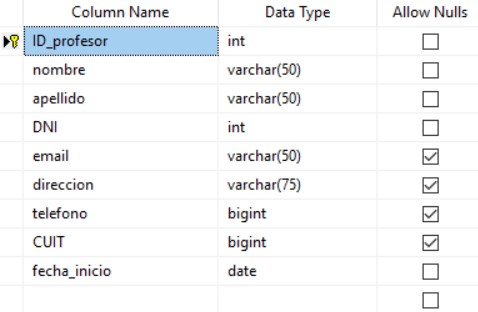 Column Name Data Type Allow Nulls
ID_profesor int
nombre varchar(50)
apellido varchar(50)
DNI int
email varchar(50)
direccion varchar(75)
telefono bigint
CUIT bigint
fecha_inicio date